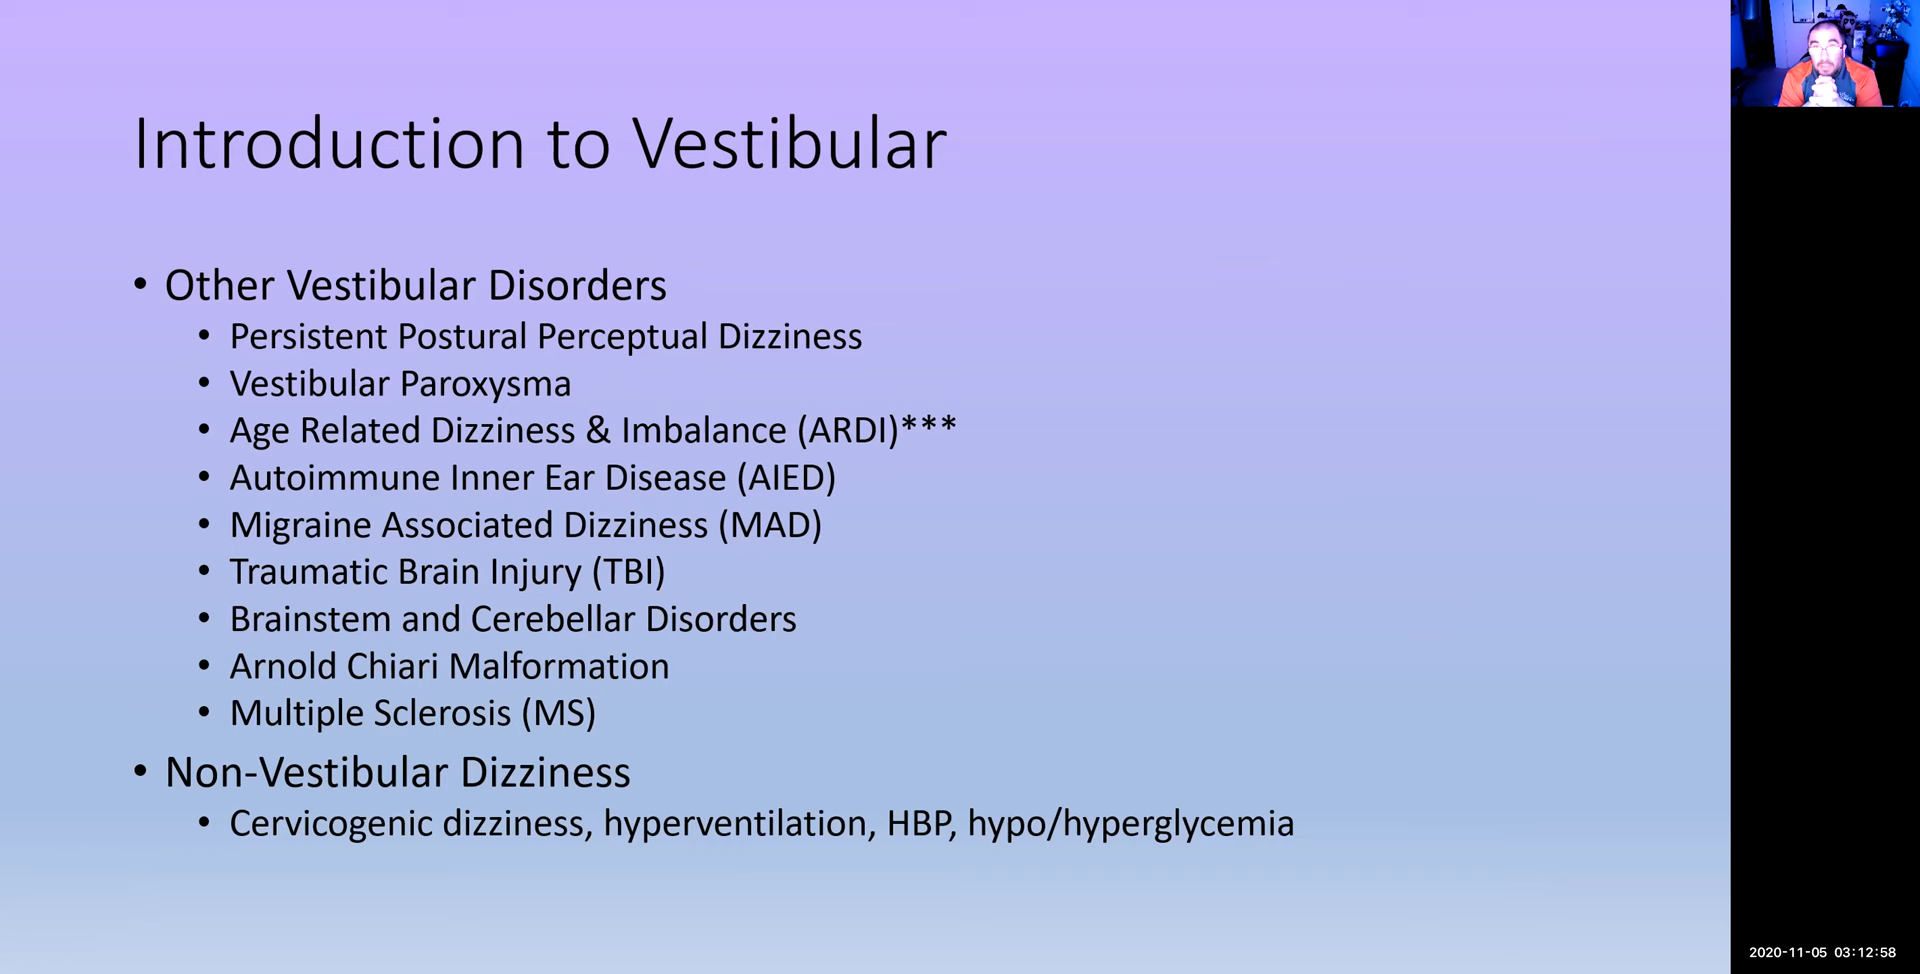 Introduction to Vestibular
• Other Vestibular Disorders
• Persistent Postural Perceptual Dizziness
• Vestibular Paroxysma
• Age Related Dizziness & Imbalance (ARDI)***
• Autoimmune Inner Ear Disease (AIED)
• Migraine Associated Dizziness (MAD)
• Traumatic Brain Injury (TBI)
• Brainstem and Cerebellar Disorders
• Arnold Chiari Malformation
• Multiple Sclerosis (MS)
• Non-Vestibular Dizziness
• Cervicogenic dizziness, hyperventilation, HBP, hypo/hyperglycemia
2020-11-05 03:12:58